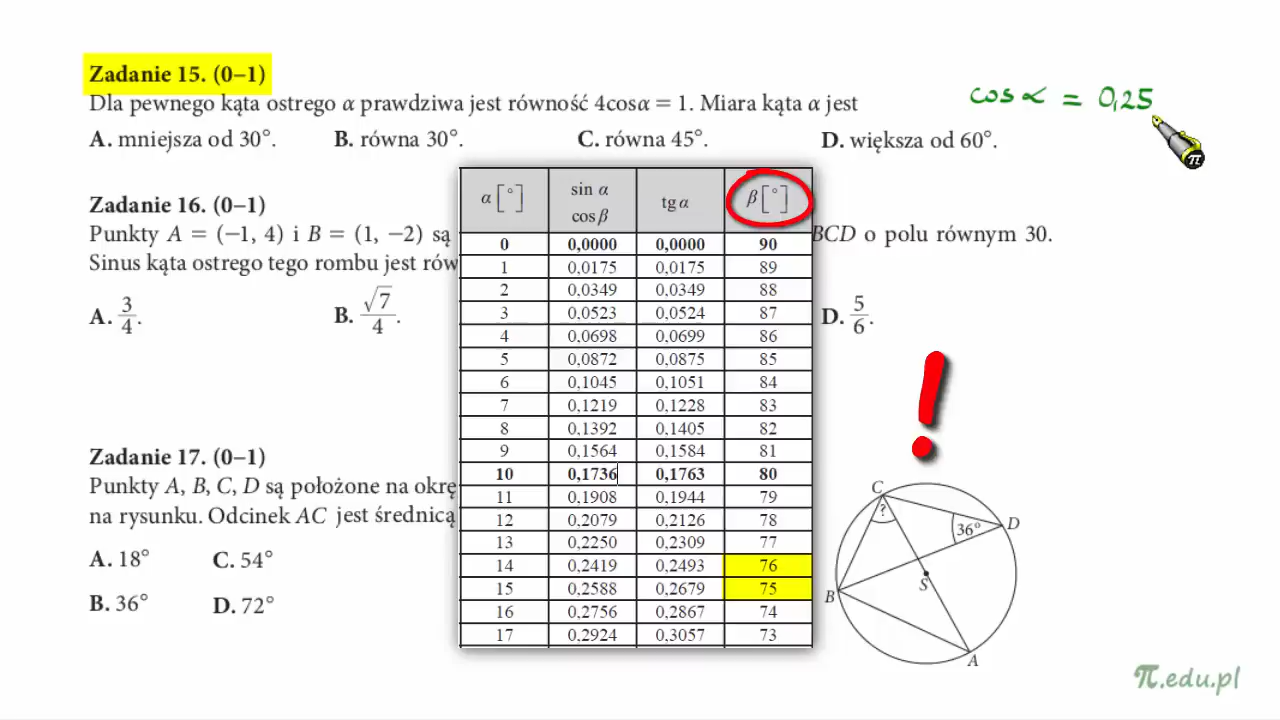 Zadanie 15. (0–1)
Dla pewnego kąta ostrego α prawdziwa jest równość 4cosα = 1. Miara kąta α jest
A. mniejsza od 30°. B. równa 30°. C. równa 45°. D. większa od 60°.
cos α = 0,25
π
Zadanie 16. (0–1)
Punkty A = (−1, 4) i B = (1, −2) są BCD o polu równym 30.
Sinus kąta ostrego tego rombu jest rów
A. 3/4. B. √7/4. D. 5/6.
Zadanie 17. (0–1)
Punkty A, B, C, D są położone na okrę
na rysunku. Odcinek AC jest średnicą
A. 18° C. 54°
B. 36° D. 72°
α [°] sin α cos β tg α β [°]
0 0,0000 0,0000 90
1 0,0175 0,0175 89
2 0,0349 0,0349 88
3 0,0523 0,0524 87
4 0,0698 0,0699 86
5 0,0872 0,0875 85
6 0,1045 0,1051 84
7 0,1219 0,1228 83
8 0,1392 0,1405 82
9 0,1564 0,1584 81
10 0,1736 0,1763 80
11 0,1908 0,1944 79
12 0,2079 0,2126 78
13 0,2250 0,2309 77
14 0,2419 0,2493 76
15 0,2588 0,2679 75
16 0,2756 0,2867 74
17 0,2924 0,3057 73
!
C
?
36°
D
S
B
A
π.edu.pl